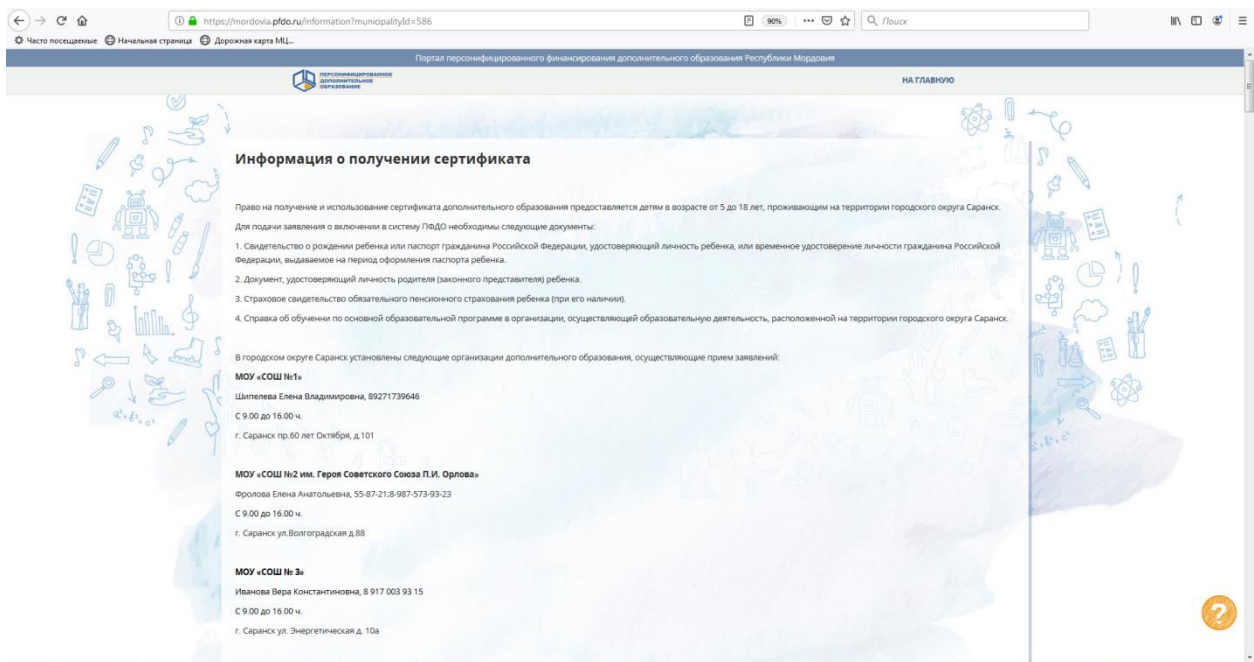 https://mordovia.pfdo.ru/information?municipalityId=586
90%
Поиск
Часто посещаемые
Начальная страница
Дорожная карта МЦ...
Портал персонифицированного финансирования дополнительного образования Республики Мордовия
ПЕРСОНИФИЦИРОВАННОЕ
ДОПОЛНИТЕЛЬНОЕ
ОБРАЗОВАНИЕ
НА ГЛАВНУЮ
Информация о получении сертификата
Право на получение и использование сертификата дополнительного образования предоставляется детям в возрасте от 5 до 18 лет, проживающим на территории городского округа Саранск.
Для подачи заявления о включении в систему ПФДО необходимы следующие документы:
1. Свидетельство о рождении ребенка или паспорт гражданина Российской Федерации, удостоверяющий личность ребенка, или временное удостоверение личности гражданина Российской
Федерации, выдаваемое на период оформления паспорта ребенка.
2. Документ, удостоверяющий личность родителя (законного представителя) ребенка.
3. Страховое свидетельство обязательного пенсионного страхования ребенка (при его наличии).
4. Справка об обучении по основной образовательной программе в организации, осуществляющей образовательную деятельность, расположенной на территории городского округа Саранск.
В городском округе Саранск установлены следующие организации дополнительного образования, осуществляющие прием заявлений:
МОУ «СОШ №1»
Шипелева Елена Владимировна, 89271739646
С 9.00 до 16.00 ч.
г. Саранск пр.60 лет Октября, д.101
МОУ «СОШ №2 им. Героя Советского Союза П.И. Орлова»
Фролова Елена Анатольевна, 55-87-21;8-987-573-93-23
С 9.00 до 16.00 ч.
г. Саранск ул.Волгоградская д.88
МОУ «СОШ № 3»
Иванова Вера Константиновна, 8 917 003 93 15
С 9.00 до 16.00 ч.
г. Саранск ул. Энергетическая д. 10а
?